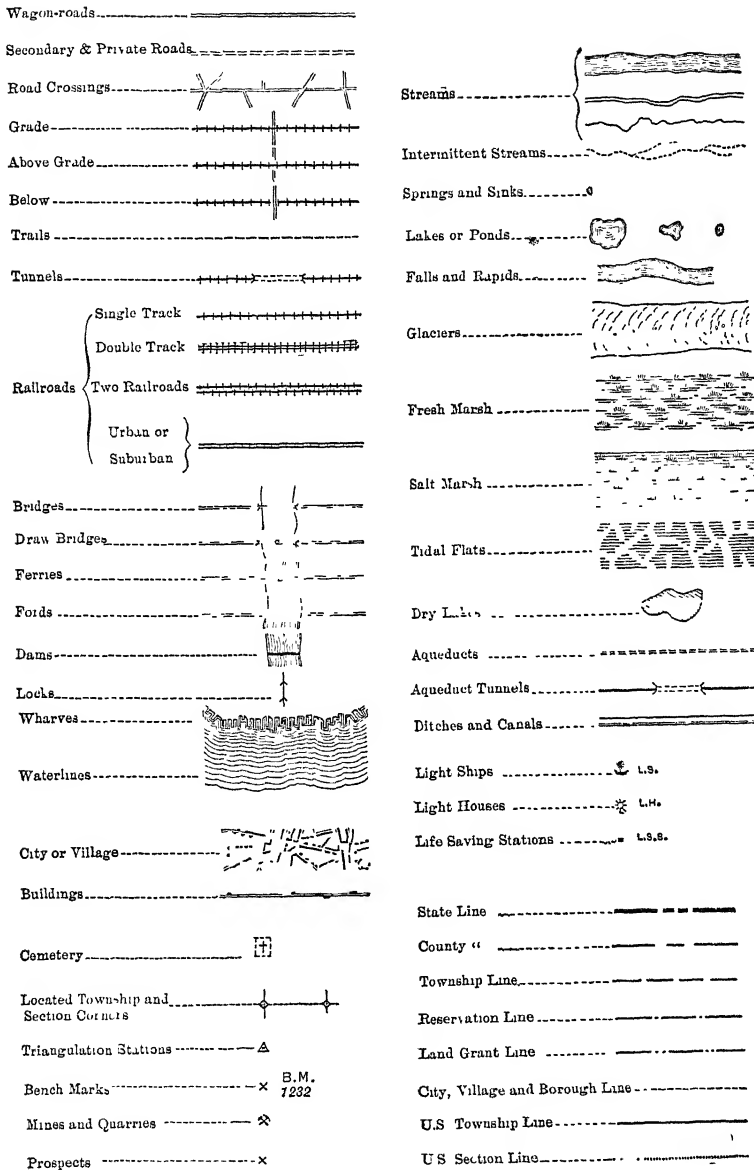 Wagon-roads
Secondary & Private Roads
Road Crossings
Grade
Above Grade
Below
Trails
Tunnels
Single Track
Double Track
Railroads
Two Railroads
Urban or
Suburban
Bridges
Draw Bridges
Ferries
Fords
Dams
Locks
Wharves
Waterlines
City or Village
Buildings
Cemetery
Located Township and
Section Corners
Triangulation Stations
Bench Marks
B.M.
1232
Mines and Quarries
Prospects
Streams
Intermittent Streams
Springs and Sinks
Lakes or Ponds
Falls and Rapids
Glaciers
Fresh Marsh
Salt Marsh
Tidal Flats
Dry Lakes
Aqueducts
Aqueduct Tunnels
Ditches and Canals
Light Ships L.S.
Light Houses L.H.
Life Saving Stations L.S.S.
State Line
County "
Township Line
Reservation Line
Land Grant Line
City, Village and Borough Line
U.S Township Line
U S Section Line